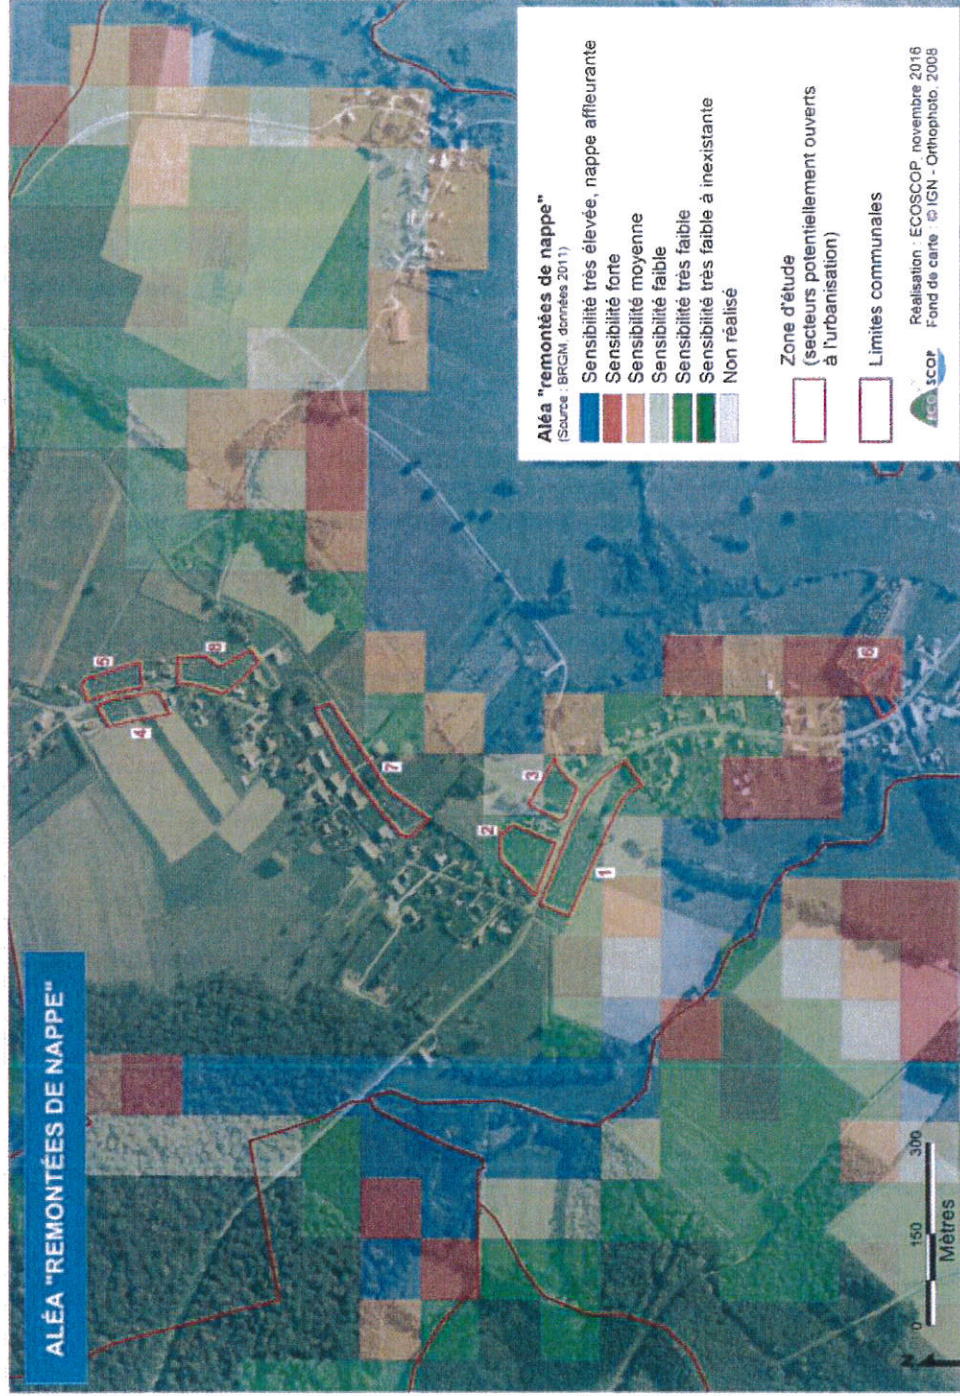 ALÉA "REMONTÉES DE NAPPE"
1
2
3
4
5
6
7
8
Aléa "remontées de nappe"
(Source : BRGM, données 2011)
Sensibilité très élevée, nappe affleurante
Sensibilité forte
Sensibilité moyenne
Sensibilité faible
Sensibilité très faible
Sensibilité très faible à inexistante
Non réalisé
Zone d'étude
(secteurs potentiellement ouverts
à l'urbanisation)
Limites communales
ECOSCOP
Réalisation : ECOSCOP, novembre 2016
Fond de carte : © IGN - Orthophoto, 2008
N
0 150 300
Mètres